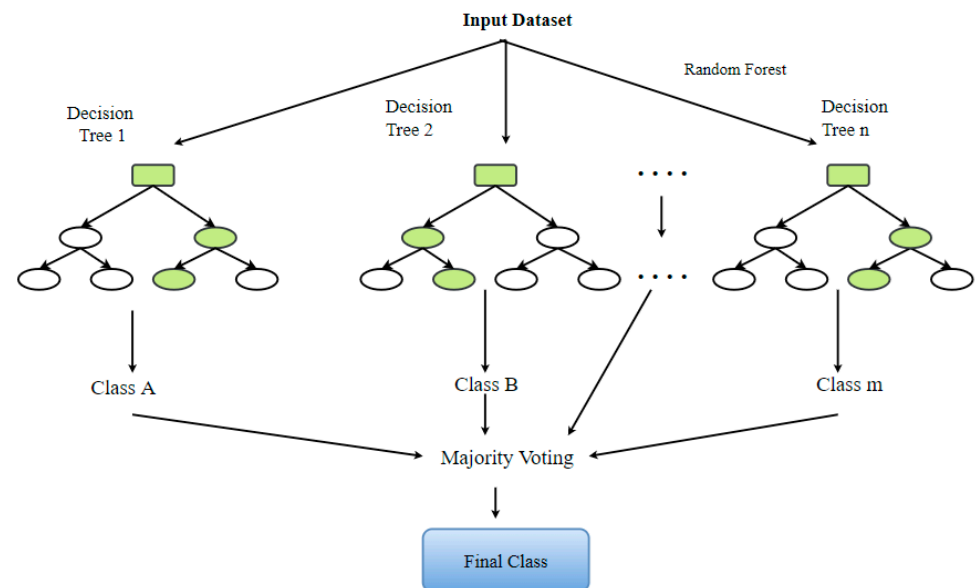 Input Dataset
Random Forest
Decision
Tree 1
Decision
Tree 2
Decision
Tree n
. . . .
. . . .
Class A
Class B
Class m
Majority Voting
Final Class